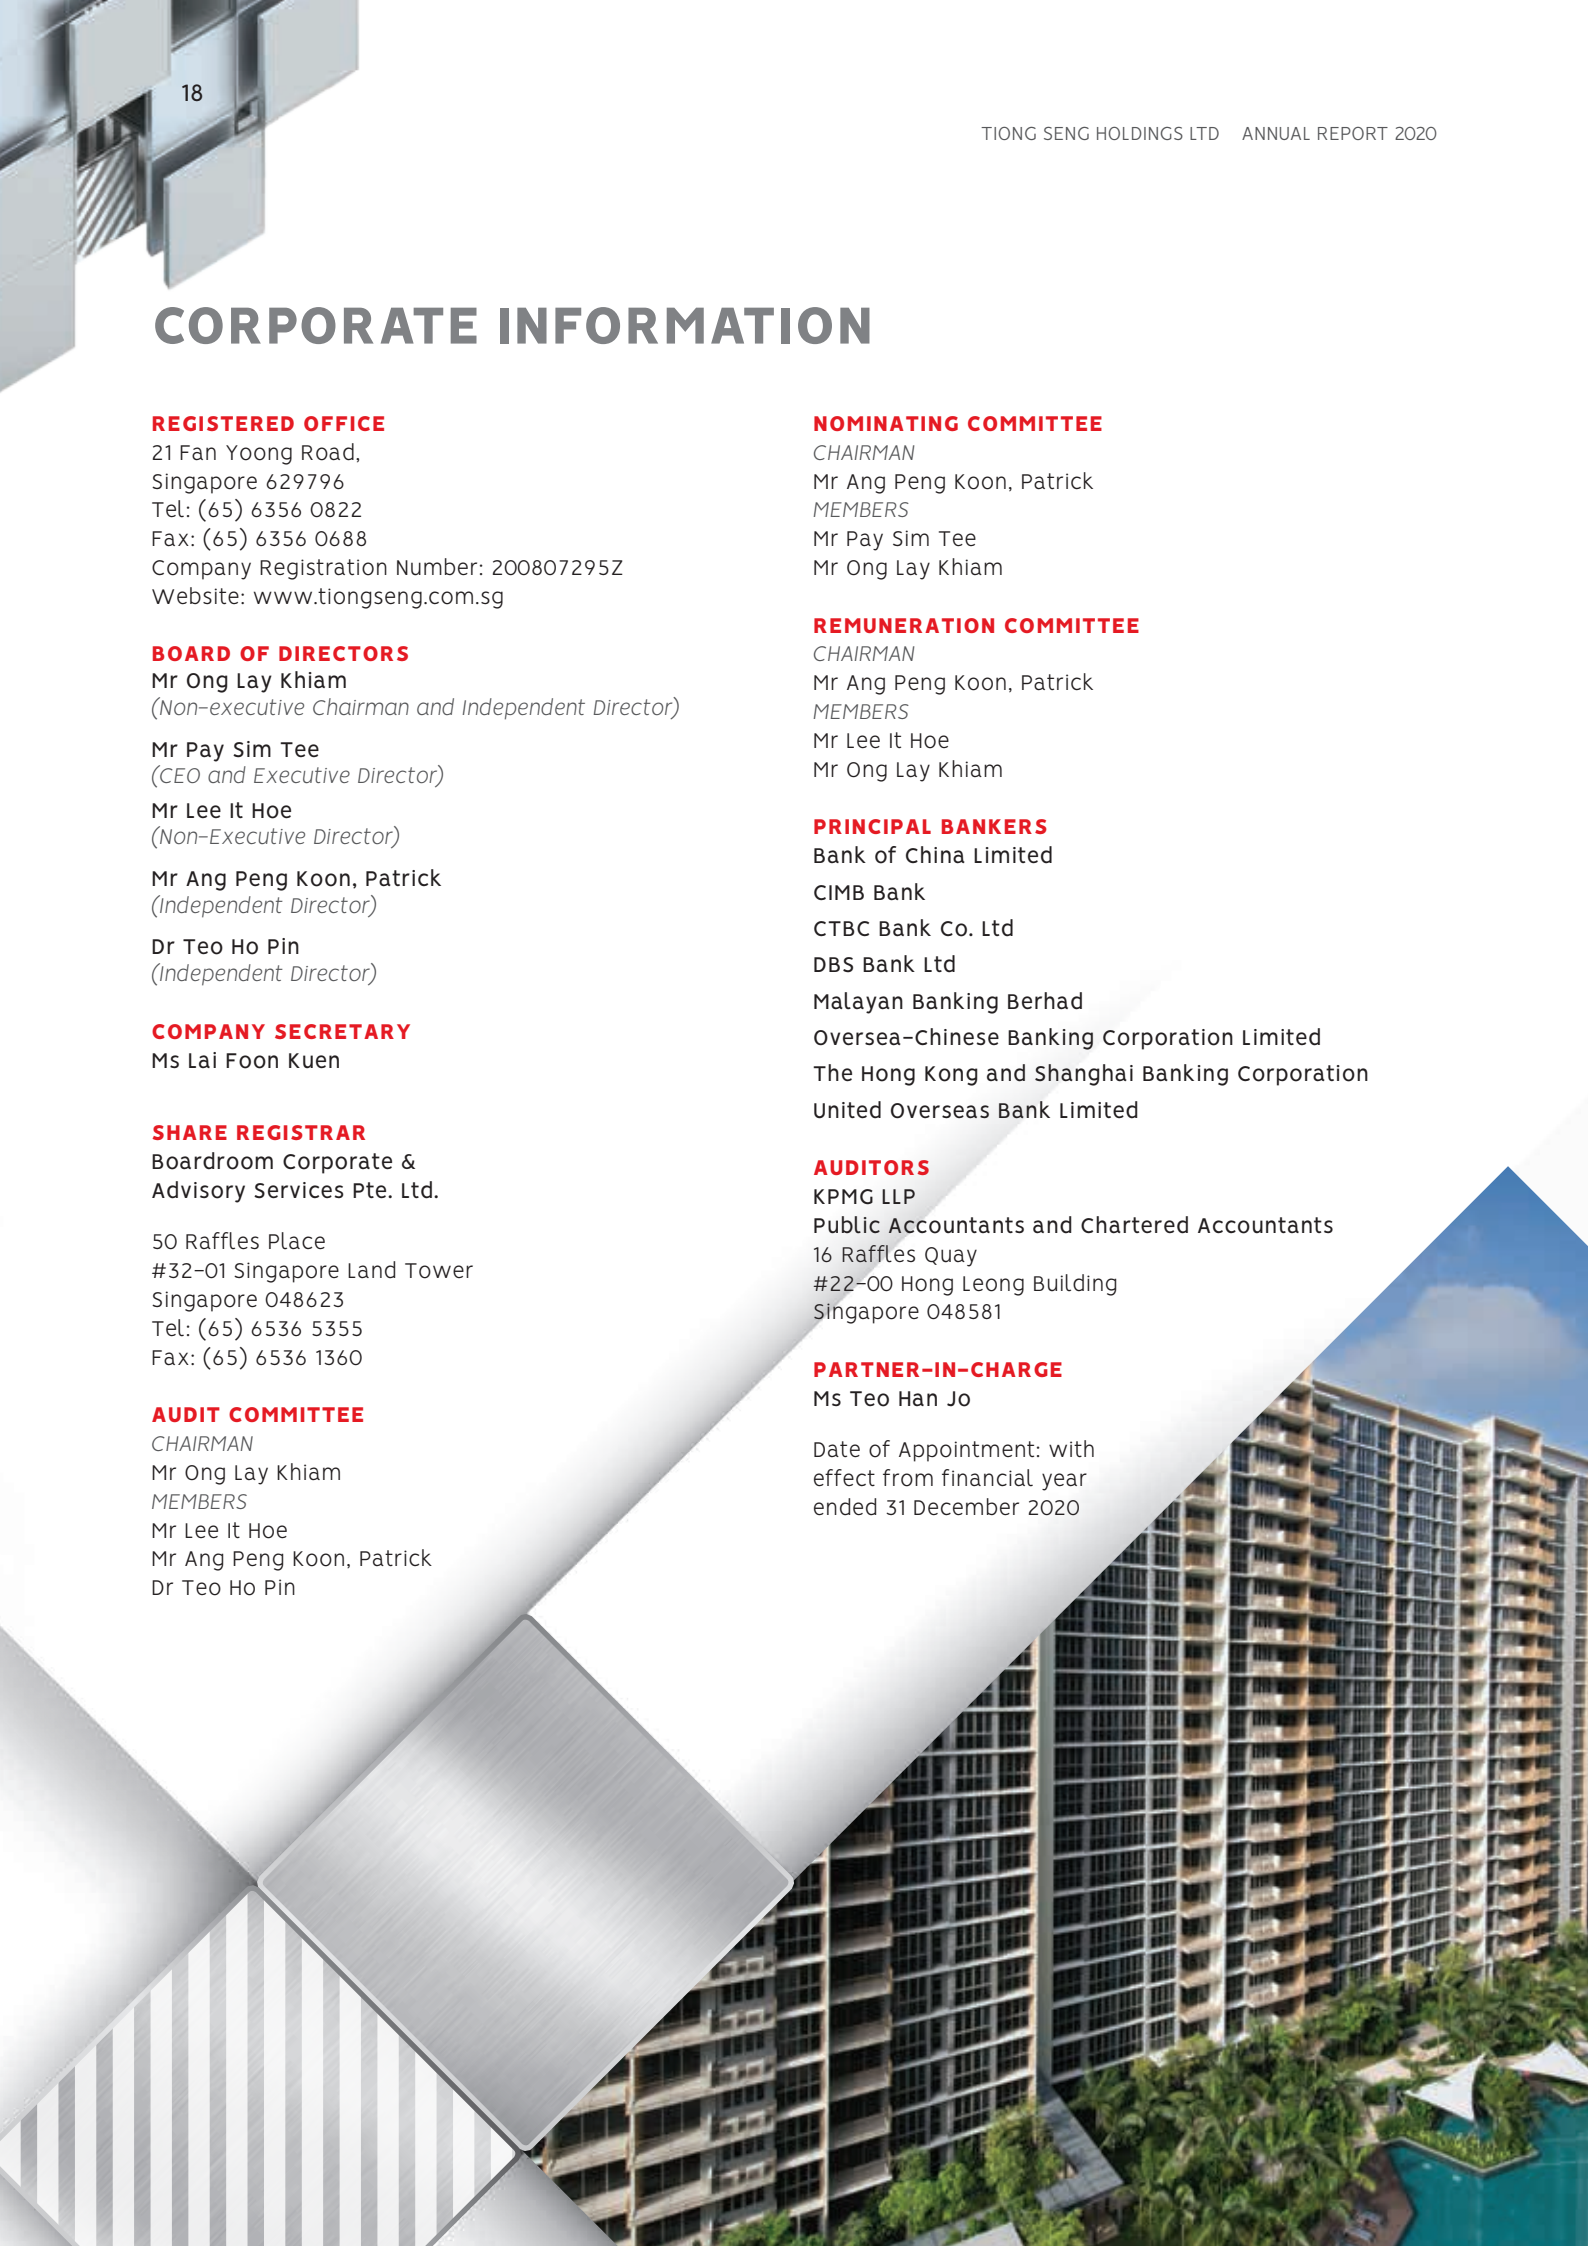 18
TIONG SENG HOLDINGS LTD ANNUAL REPORT 2020
CORPORATE INFORMATION
REGISTERED OFFICE
21 Fan Yoong Road,
Singapore 629796
Tel: (65) 6356 0822
Fax: (65) 6356 0688
Company Registration Number: 200807295Z
Website: www.tiongseng.com.sg
BOARD OF DIRECTORS
Mr Ong Lay Khiam
(Non-executive Chairman and Independent Director)
Mr Pay Sim Tee
(CEO and Executive Director)
Mr Lee It Hoe
(Non-Executive Director)
Mr Ang Peng Koon, Patrick
(Independent Director)
Dr Teo Ho Pin
(Independent Director)
COMPANY SECRETARY
Ms Lai Foon Kuen
SHARE REGISTRAR
Boardroom Corporate &
Advisory Services Pte. Ltd.
50 Raffles Place
#32-01 Singapore Land Tower
Singapore 048623
Tel: (65) 6536 5355
Fax: (65) 6536 1360
AUDIT COMMITTEE
CHAIRMAN
Mr Ong Lay Khiam
MEMBERS
Mr Lee It Hoe
Mr Ang Peng Koon, Patrick
Dr Teo Ho Pin
NOMINATING COMMITTEE
CHAIRMAN
Mr Ang Peng Koon, Patrick
MEMBERS
Mr Pay Sim Tee
Mr Ong Lay Khiam
REMUNERATION COMMITTEE
CHAIRMAN
Mr Ang Peng Koon, Patrick
MEMBERS
Mr Lee It Hoe
Mr Ong Lay Khiam
PRINCIPAL BANKERS
Bank of China Limited
CIMB Bank
CTBC Bank Co. Ltd
DBS Bank Ltd
Malayan Banking Berhad
Oversea-Chinese Banking Corporation Limited
The Hong Kong and Shanghai Banking Corporation
United Overseas Bank Limited
AUDITORS
KPMG LLP
Public Accountants and Chartered Accountants
16 Raffles Quay
#22-00 Hong Leong Building
Singapore 048581
PARTNER-IN-CHARGE
Ms Teo Han Jo
Date of Appointment: with
effect from financial year
ended 31 December 2020